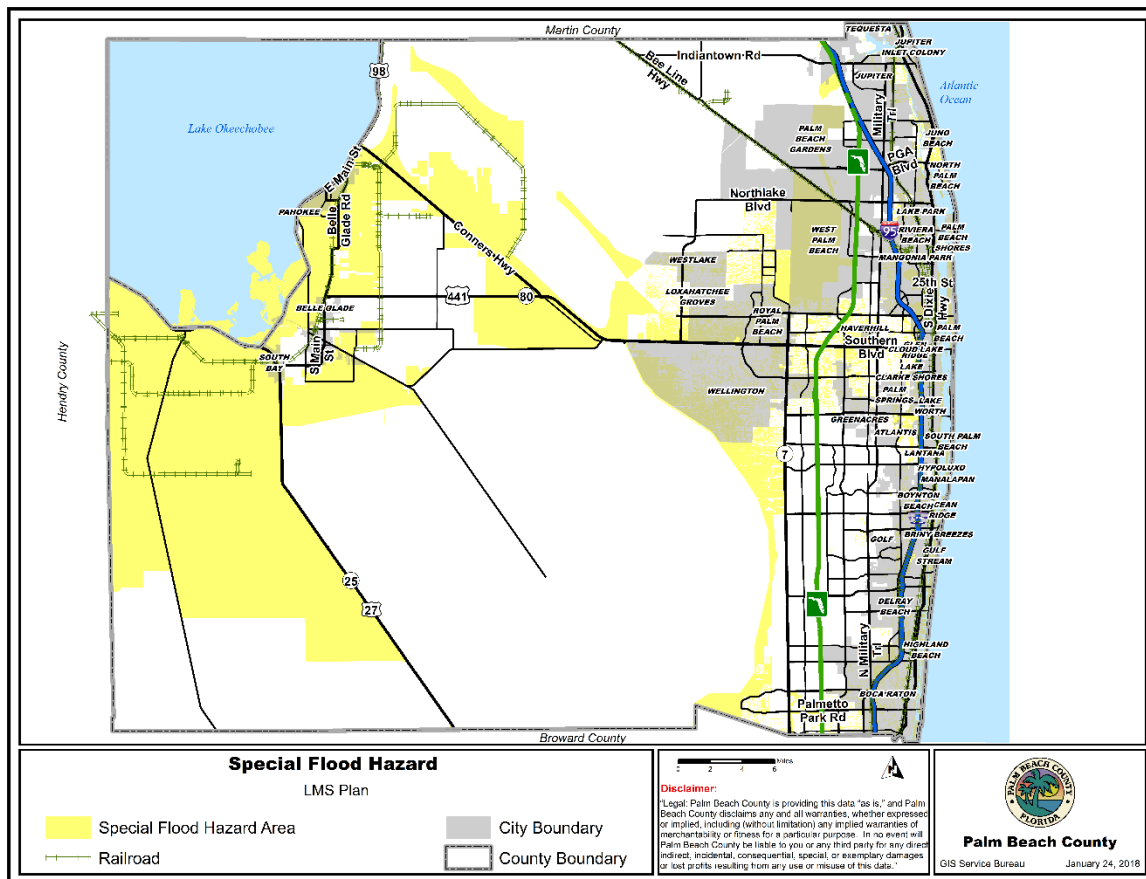 Martin County
TEQUESTA
JUPITER
INLET COLONY
Indiantown Rd
Bee Line
Hwy
98
JUPITER
Atlantic
Ocean
Military
Trl
Lake Okeechobee
PALM
BEACH
GARDENS
JUNO
BEACH
PGA
Blvd
NORTH
PALM
BEACH
E Main St
Belle
Glade Rd
PAHOKEE
Northlake
Blvd
LAKE PARK
Conners Hwy
WEST
PALM
BEACH
95
RIVIERA
BEACH
PALM
BEACH
SHORES
MANGONIA PARK
WESTLAKE
25th St
LOXAHATCHEE
GROVES
441
80
S Dixie
Hwy
BELLE GLADE
ROYAL
PALM
BEACH
HAVERHILL
PALM
BEACH
Southern
Blvd
GLEN
RIDGE
CLOUD LAKE
S Main
St
SOUTH
BAY
LAKE
CLARKE SHORES
Hendry County
WELLINGTON
PALM
SPRINGS
LAKE
WORTH
GREENACRES
ATLANTIS
SOUTH PALM
BEACH
7
LANTANA
HYPOLUXO
MANALAPAN
BOYNTON
BEACH
OCEAN
RIDGE
GOLF
BRINY BREEZES
GULF
STREAM
25
27
DELRAY
BEACH
N Military
Trl
HIGHLAND
BEACH
BOCA RATON
Palmetto
Park Rd
Broward County
Special Flood Hazard
LMS Plan
Special Flood Hazard Area
Railroad
City Boundary
County Boundary
0 2 4 6
Miles
Disclaimer:
"Legal: Palm Beach County is providing this data "as is," and Palm
Beach County disclaims any and all warranties, whether expressed
or implied, including (without limitation) any implied warranties of
merchantability or fitness for a particular purpose. In no event will
Palm Beach County be liable to you or any third party for any direct
indirect, incidental, consequential, special, or exemplary damages
or lost profits resulting from any use or misuse of this data."
PALM BEACH COUNTY
FLORIDA
Palm Beach County
GIS Service Bureau January 24, 2018